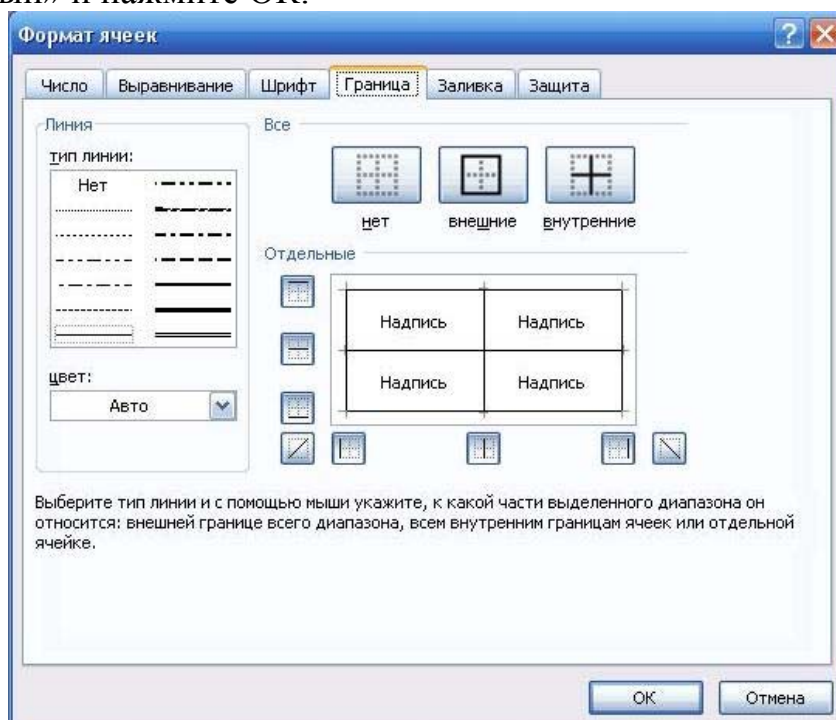 и нажмите ОК.
Формат ячеек
Число Выравнивание Шрифт Граница Заливка Защита
Линия
тип линии:
Нет
цвет:
Авто
Все
нет внешние внутренние
Отдельные
Надпись Надпись
Надпись Надпись
Выберите тип линии и с помощью мыши укажите, к какой части выделенного диапазона он
относится: внешней границе всего диапазона, всем внутренним границам ячеек или отдельной
ячейке.
ОК Отмена